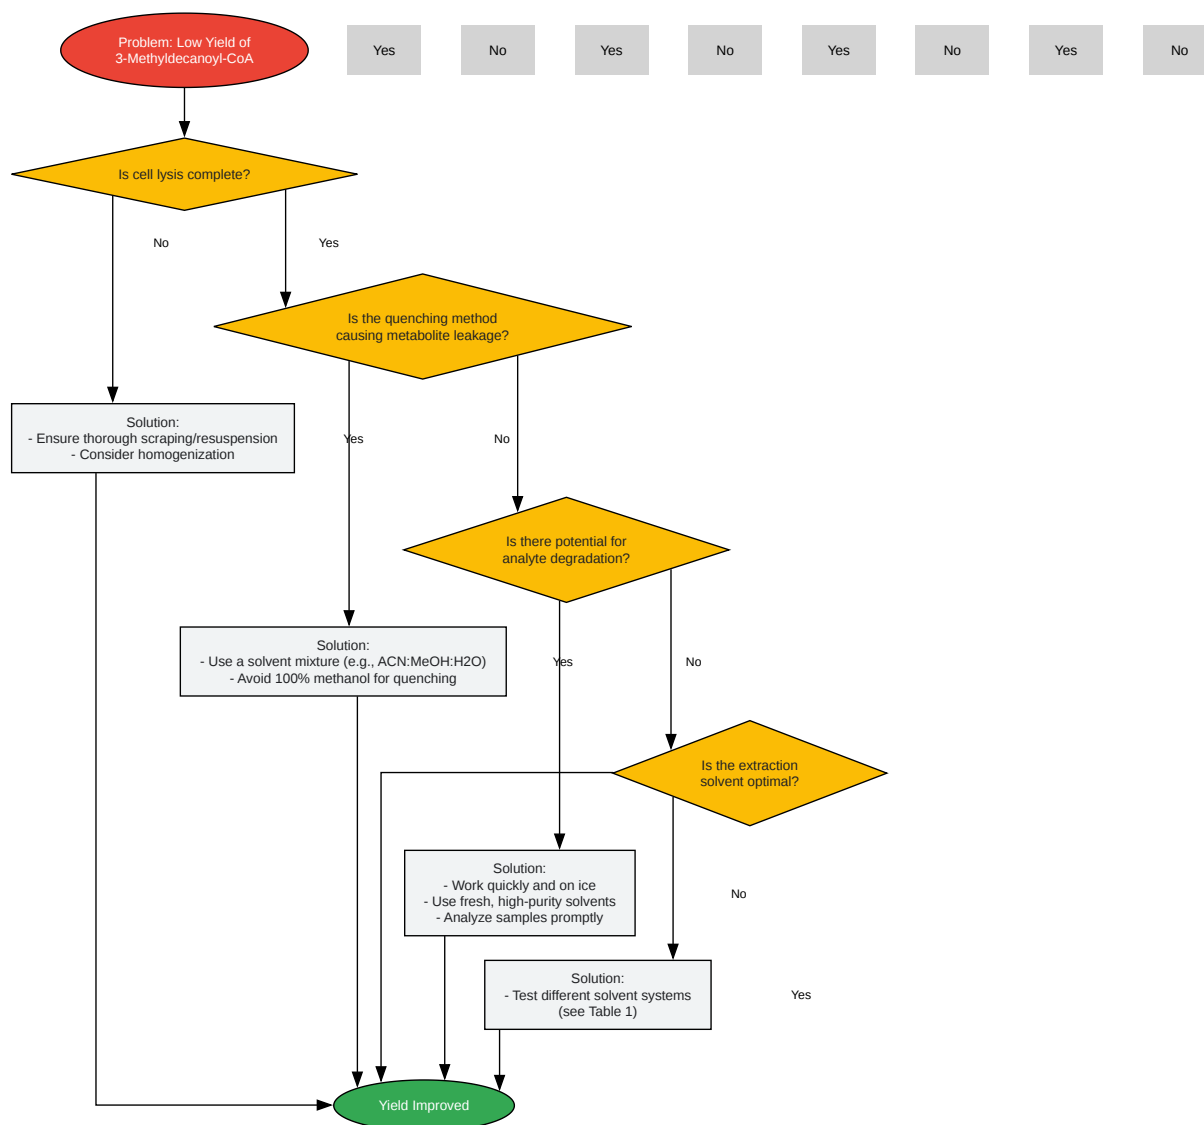 Problem: Low Yield of
3-Methyldecanoyl-CoA
Yes
No
Yes
No
Yes
No
Yes
No
Is cell lysis complete?
No
Yes
Is the quenching method
causing metabolite leakage?
Solution:
- Ensure thorough scraping/resuspension
- Consider homogenization
Yes
No
Is there potential for
analyte degradation?
Solution:
- Use a solvent mixture (e.g., ACN:MeOH:H2O)
- Avoid 100% methanol for quenching
Yes
No
Is the extraction
solvent optimal?
Solution:
- Work quickly and on ice
- Use fresh, high-purity solvents
- Analyze samples promptly
No
Solution:
- Test different solvent systems
(see Table 1)
Yes
Yield Improved